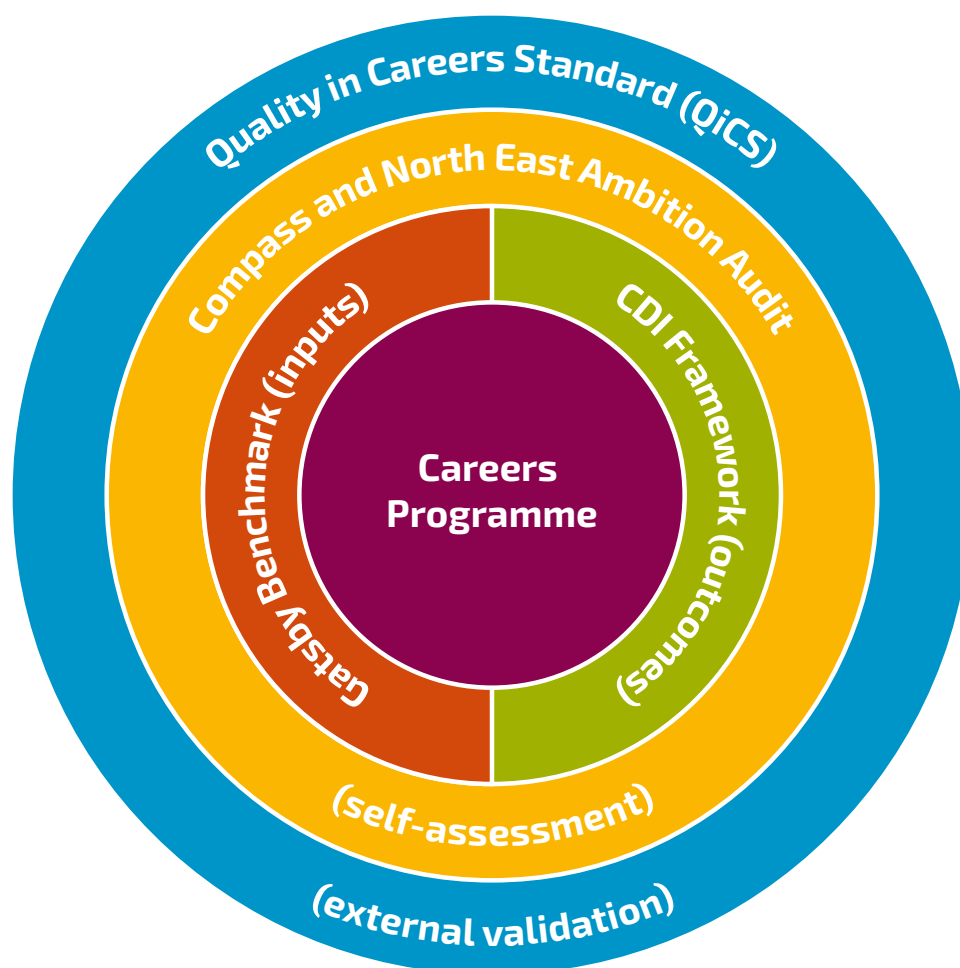 Quality in Careers Standard (QiCS)
Compass and North East Ambition Audit
Gatsby Benchmark (inputs)
CDI Framework (outcomes)
Careers
Programme
(self-assessment)
(external validation)